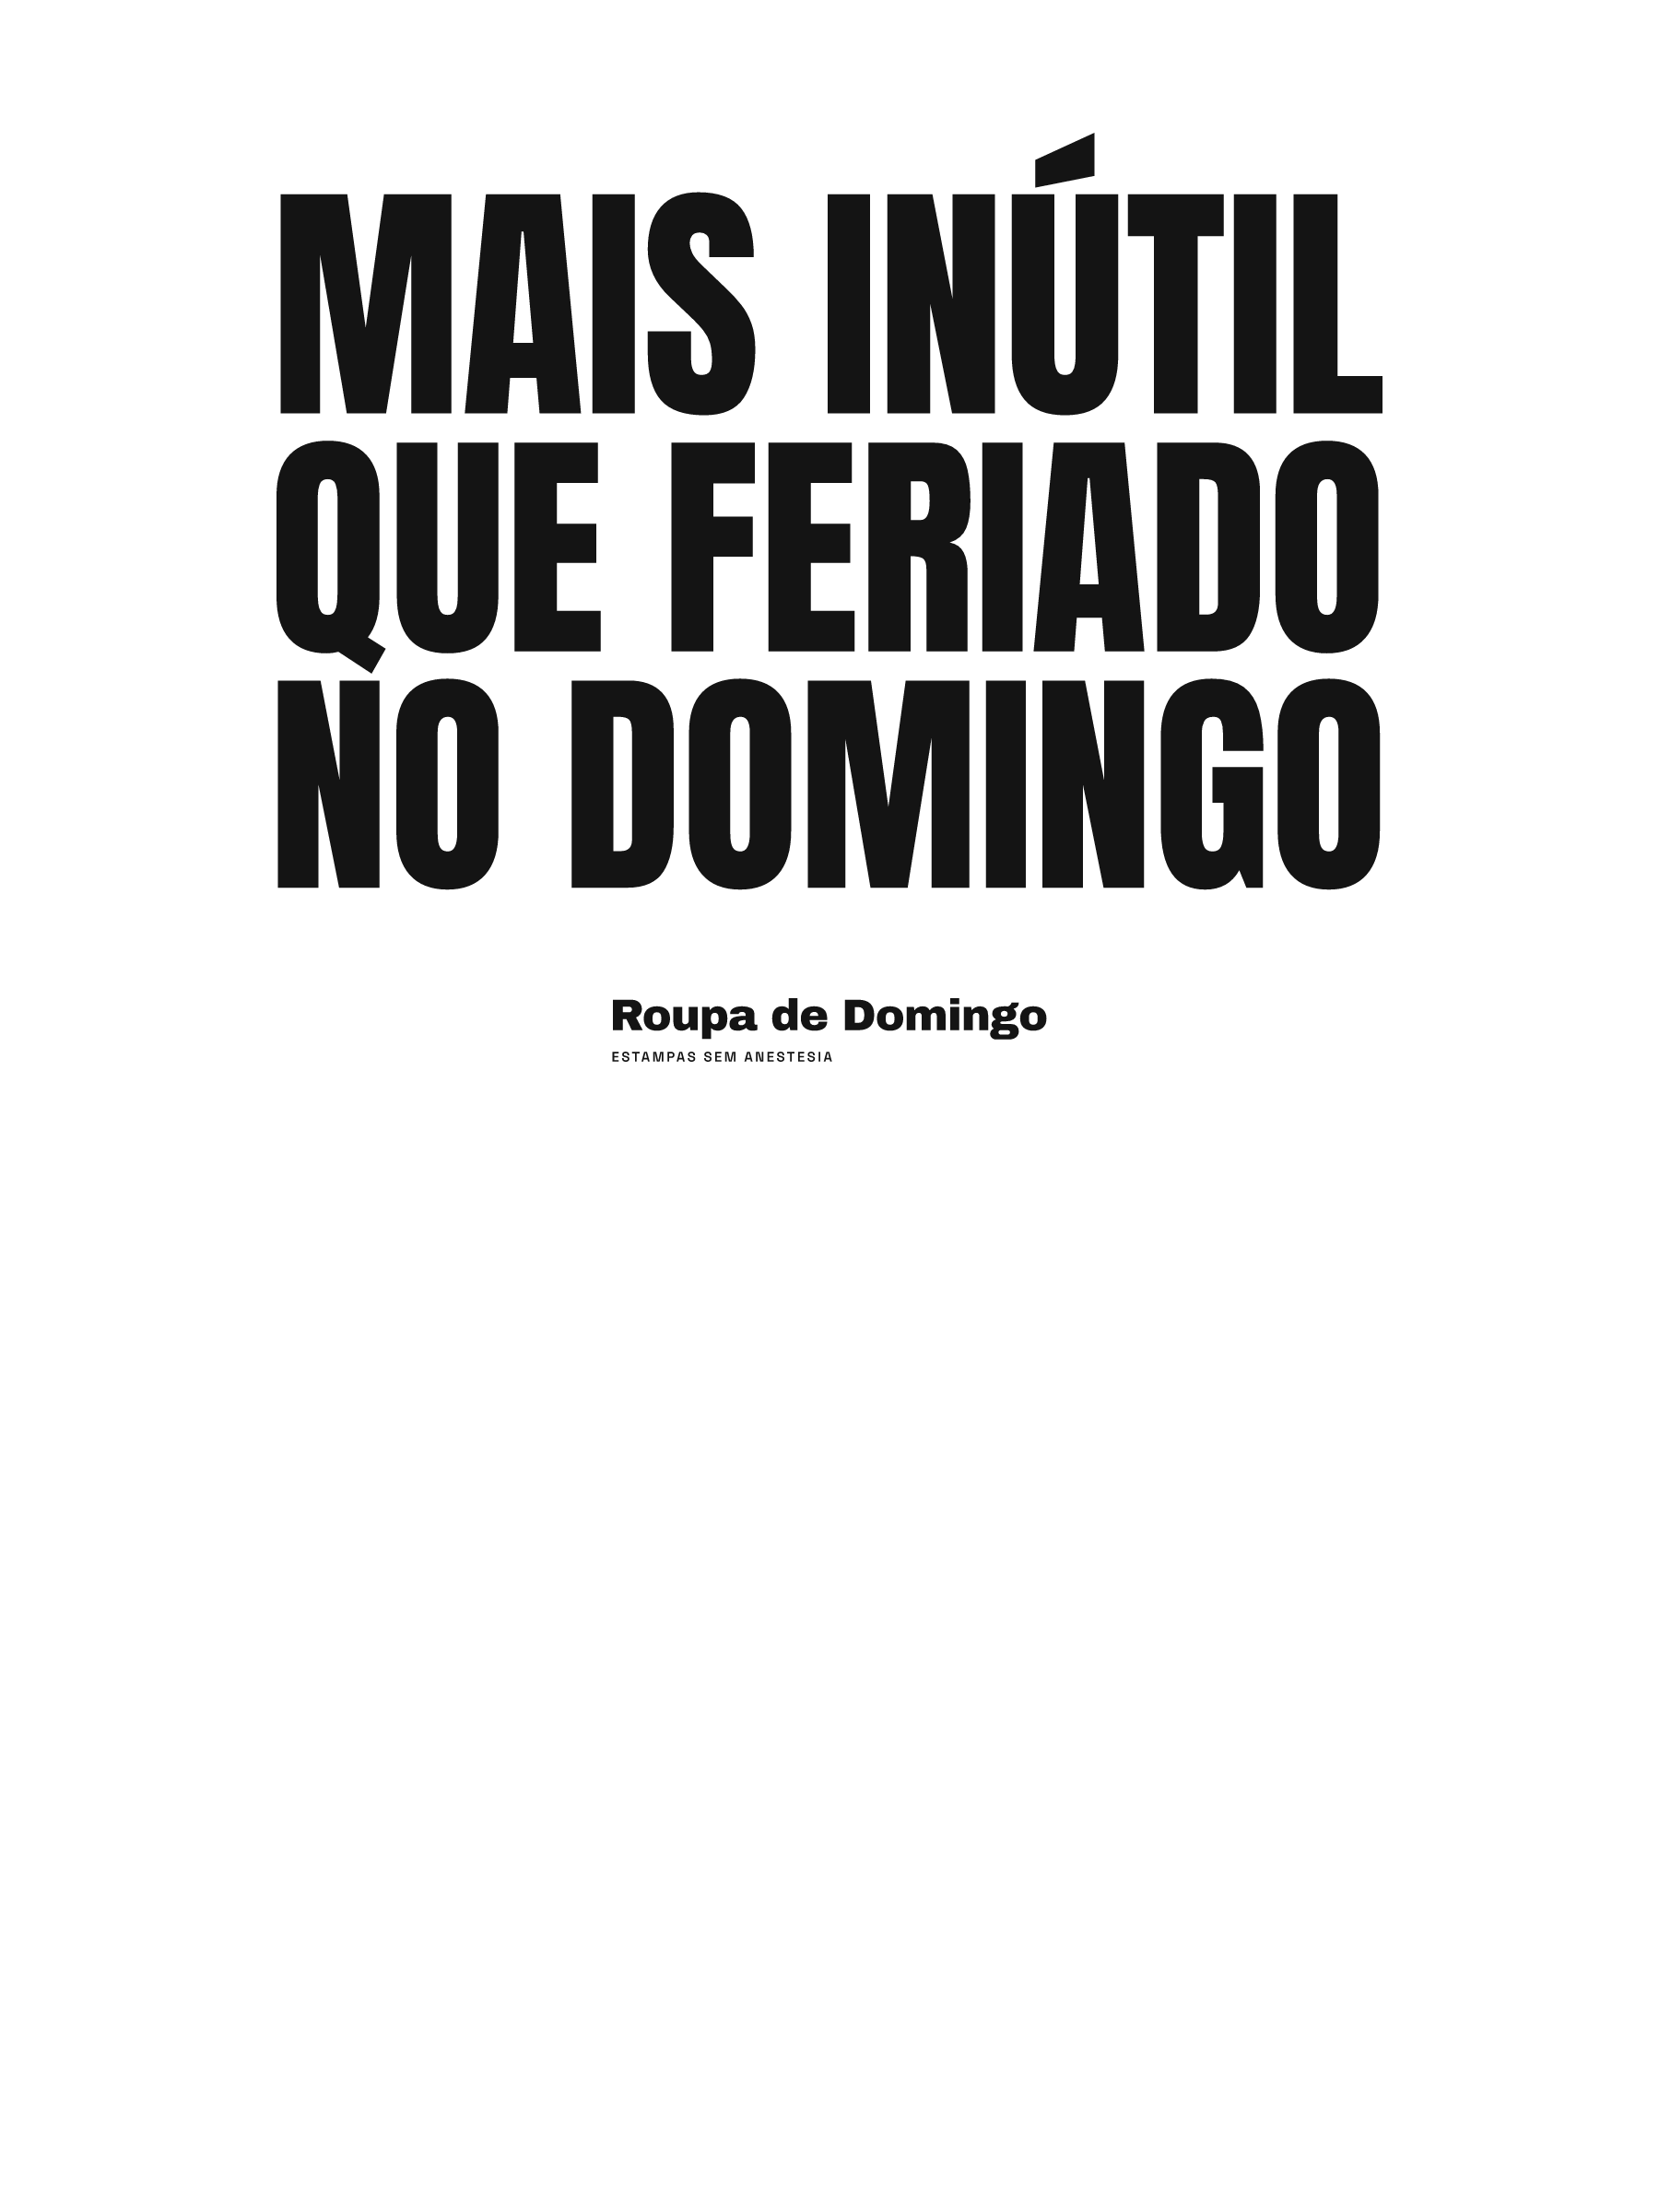 MAIS INÚTIL
QUE FERIADO
NO DOMINGO
Roupa de Domingo
ESTAMPAS SEM ANESTESIA